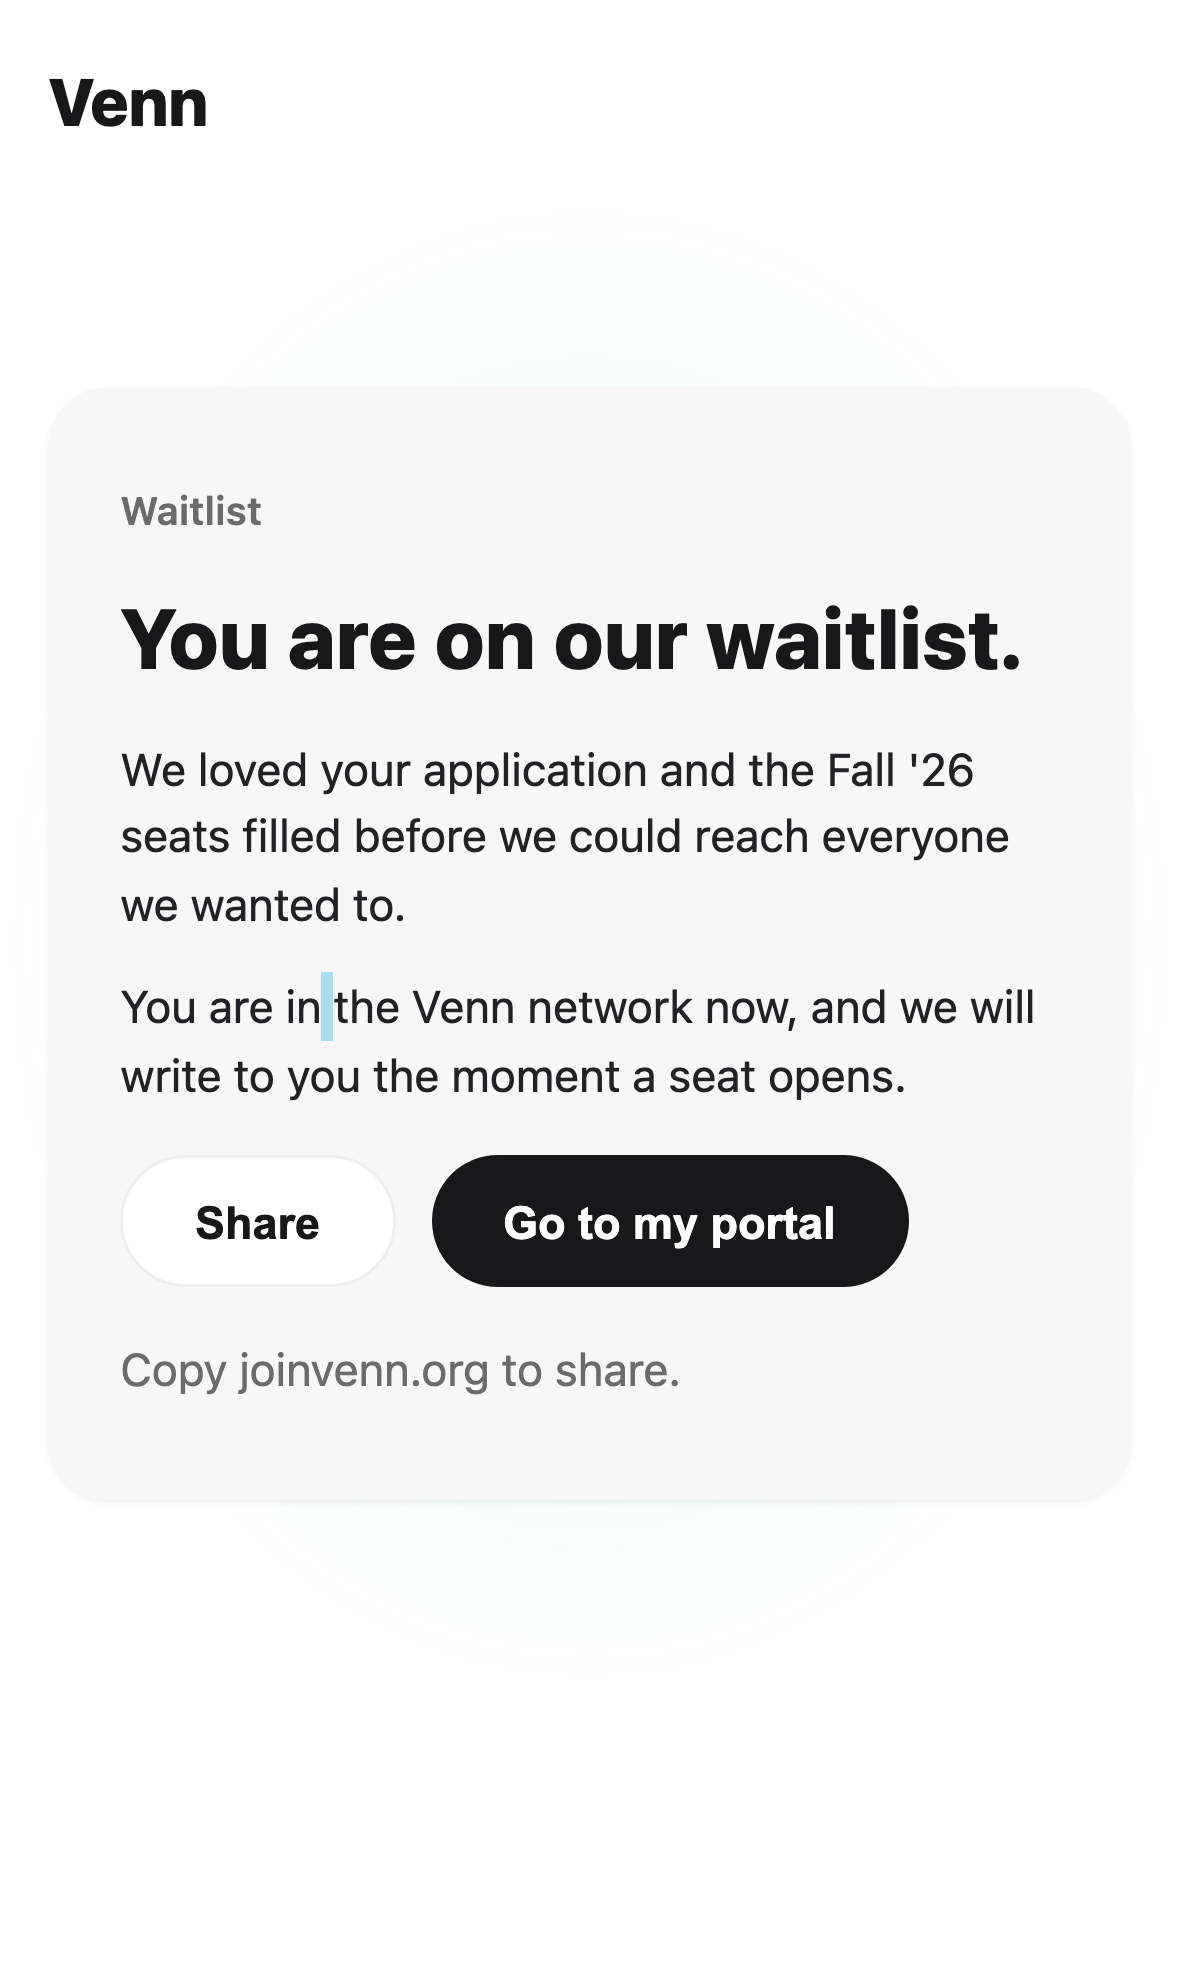 Venn
Waitlist
You are on our waitlist.
We loved your application and the Fall '26
seats filled before we could reach everyone
we wanted to.
You are in the Venn network now, and we will
write to you the moment a seat opens.
Share
Go to my portal
Copy joinvenn.org to share.